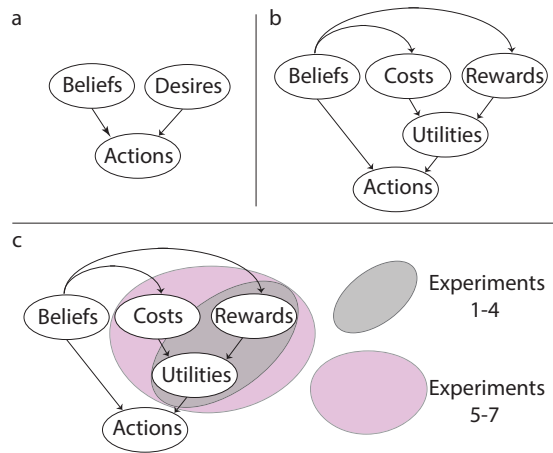 a
Beliefs Desires
Actions
b
Beliefs Costs Rewards
Utilities
Actions
c
Beliefs Costs Rewards
Utilities
Actions
Experiments
1-4
Experiments
5-7